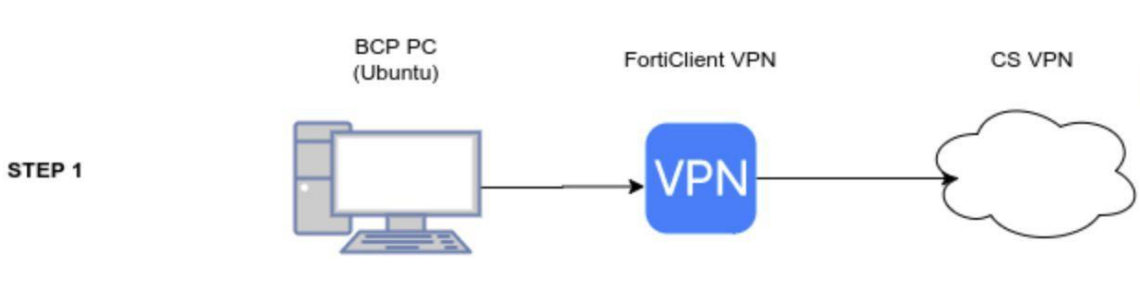 BCP PC
(Ubuntu)
FortiClient VPN
CS VPN
STEP 1
VPN